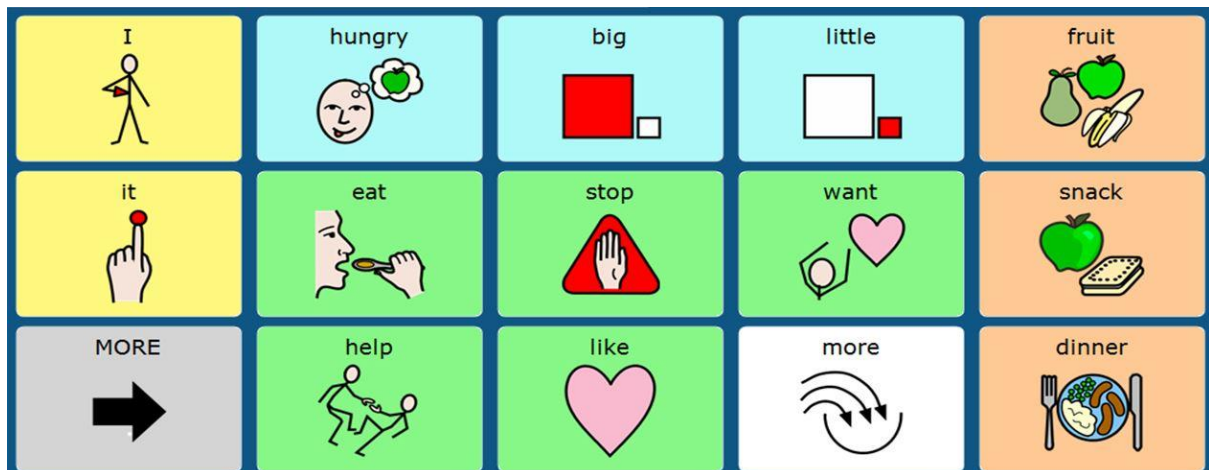 I
hungry
big
little
fruit
it
eat
stop
want
snack
MORE
help
like
more
dinner